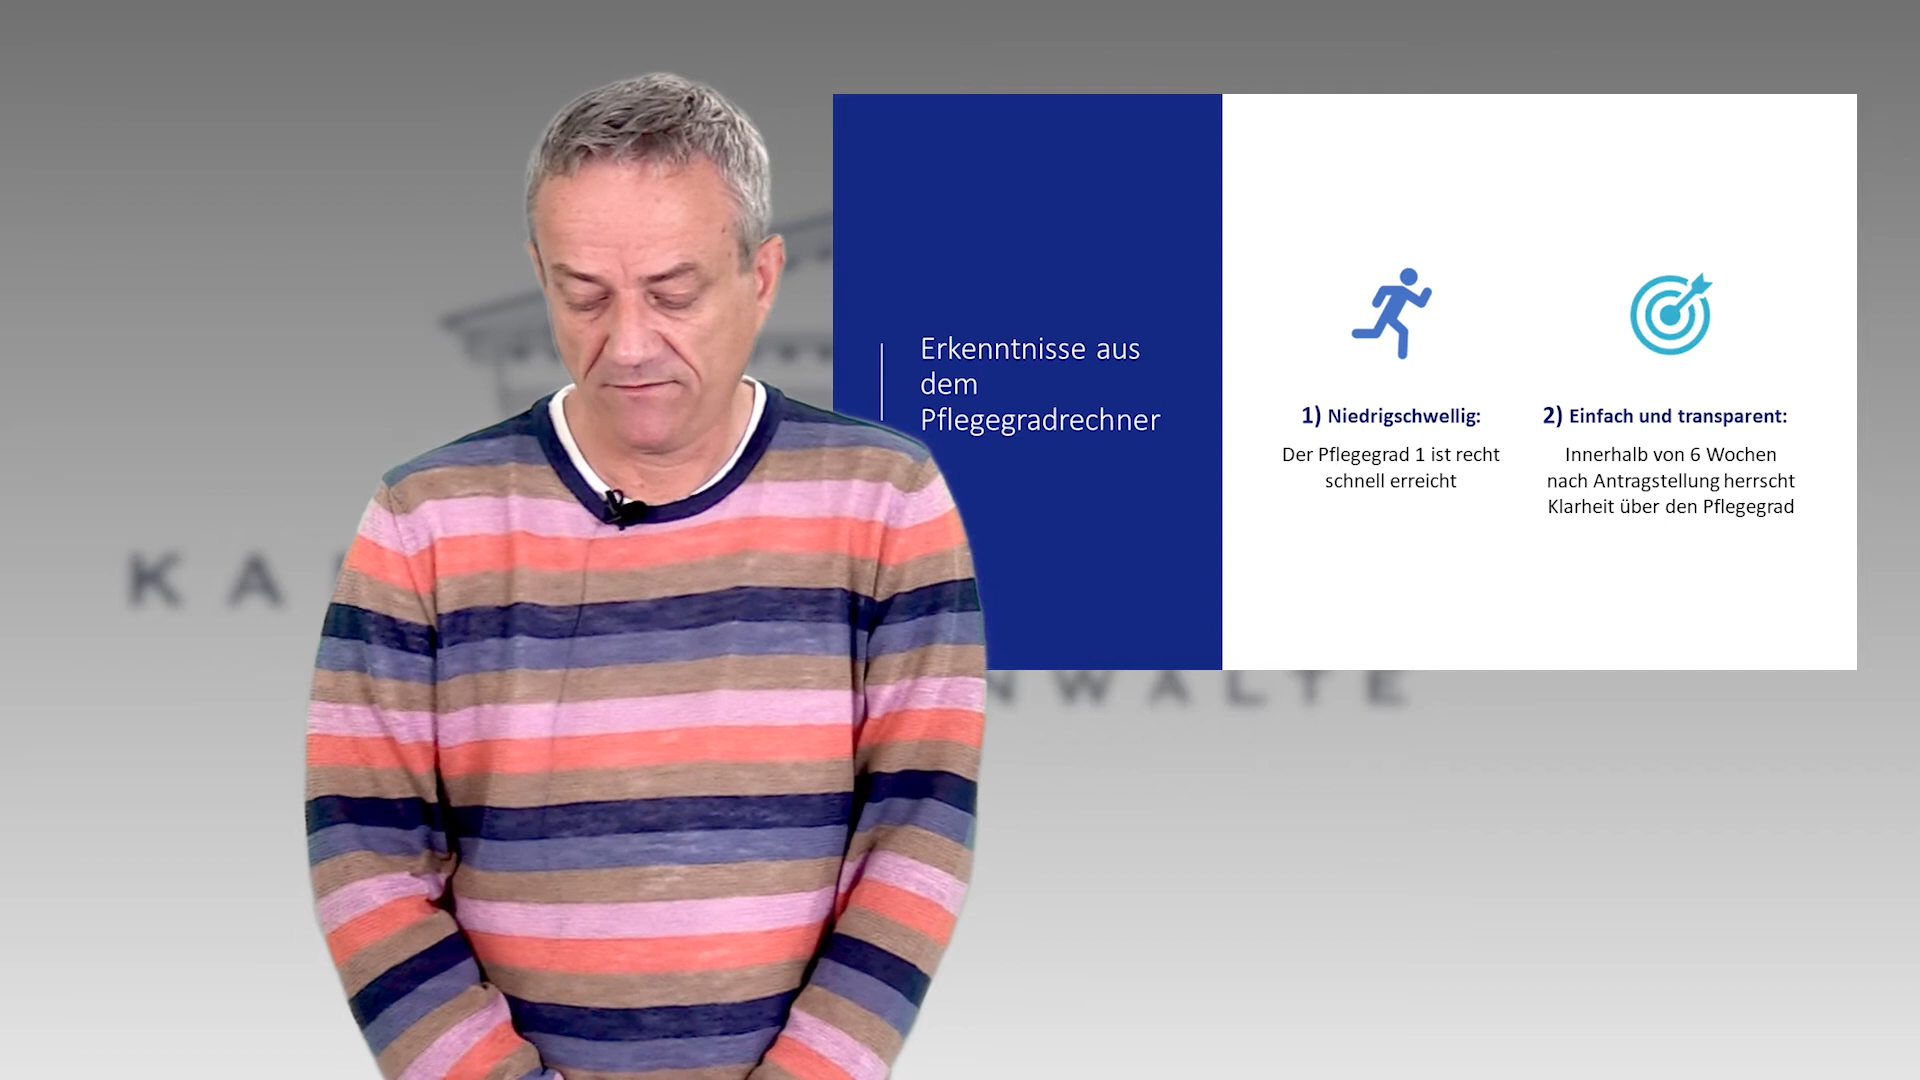 Erkenntnisse aus
dem
Pflegegradrechner
1) Niedrigschwellig:
Der Pflegegrad 1 ist recht
schnell erreicht
2) Einfach und transparent:
Innerhalb von 6 Wochen
nach Antragstellung herrscht
Klarheit über den Pflegegrad